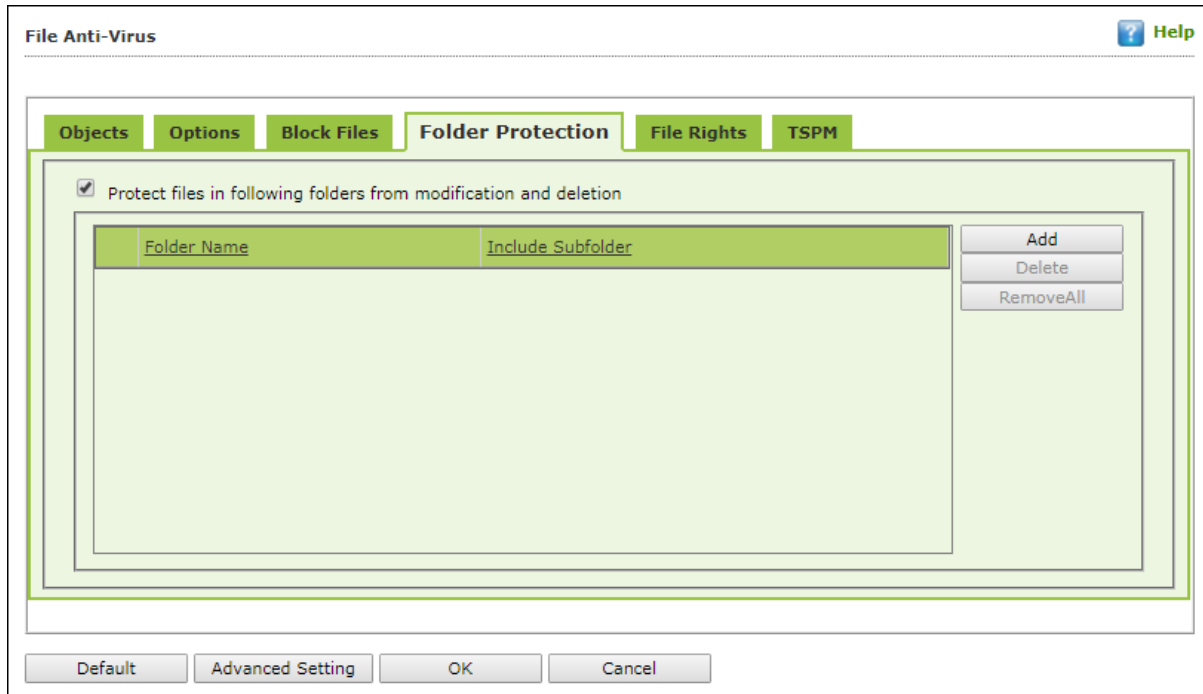 File Anti-Virus ? Help
Objects Options Block Files Folder Protection File Rights TSPM
Protect files in following folders from modification and deletion
Folder Name Include Subfolder Add
Delete
RemoveAll
Default Advanced Setting OK Cancel